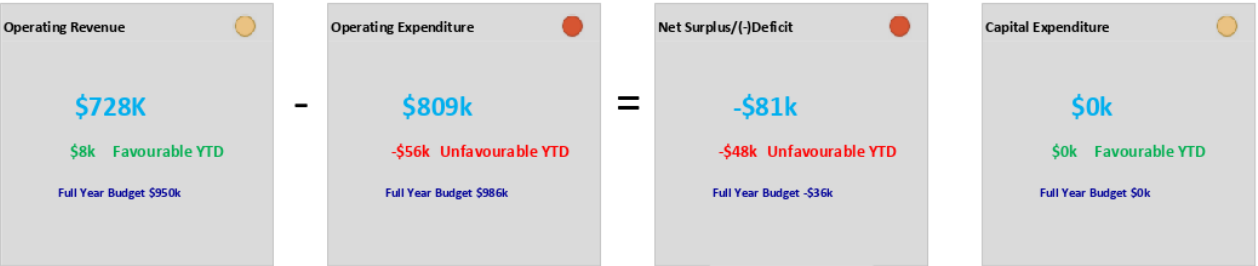 Operating Revenue
$728K
$8k Favourable YTD
Full Year Budget $950k
-
Operating Expenditure
$809k
-$56k Unfavourable YTD
Full Year Budget $986k
=
Net Surplus/(-)Deficit
-$81k
-$48k Unfavourable YTD
Full Year Budget -$36k
Capital Expenditure
$0k
$0k Favourable YTD
Full Year Budget $0k